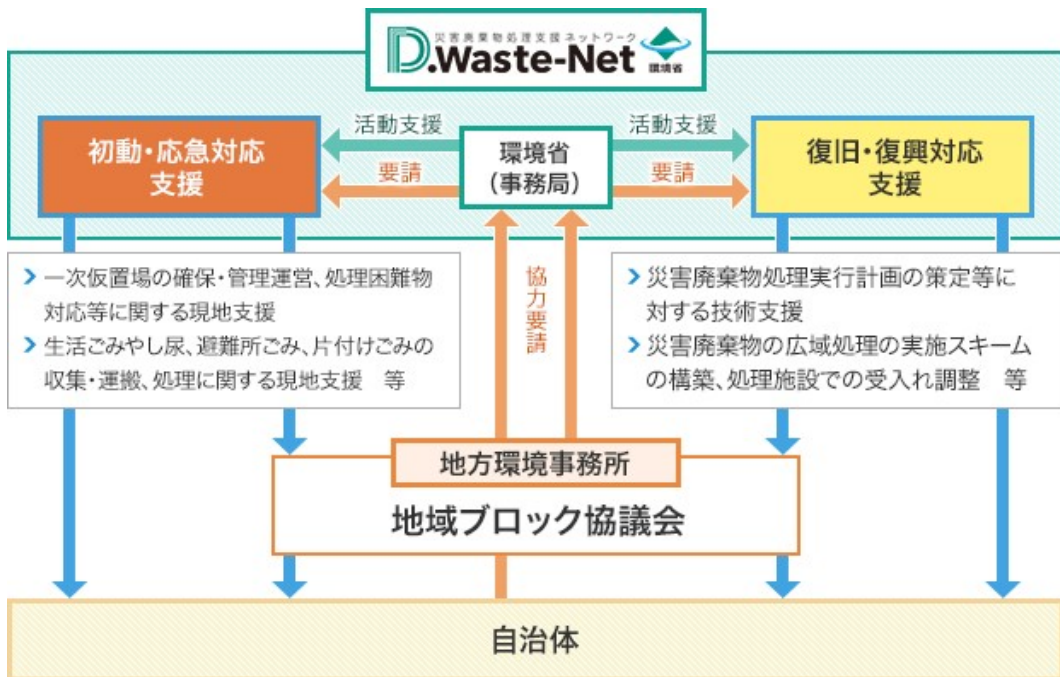 災害廃棄物処理支援ネットワーク
D.Waste-Net
環境省
初動・応急対応
支援
活動支援
要請
環境省
(事務局)
活動支援
要請
復旧・復興対応
支援
一次仮置場の確保・管理運営、処理困難物
対応等に関する現地支援
生活ごみやし尿、避難所ごみ、片付けごみの
収集・運搬、処理に関する現地支援 等
協力要請
災害廃棄物処理実行計画の策定等に
対する技術支援
災害廃棄物の広域処理の実施スキーム
の構築、処理施設での受入れ調整 等
地方環境事務所
地域ブロック協議会
自治体